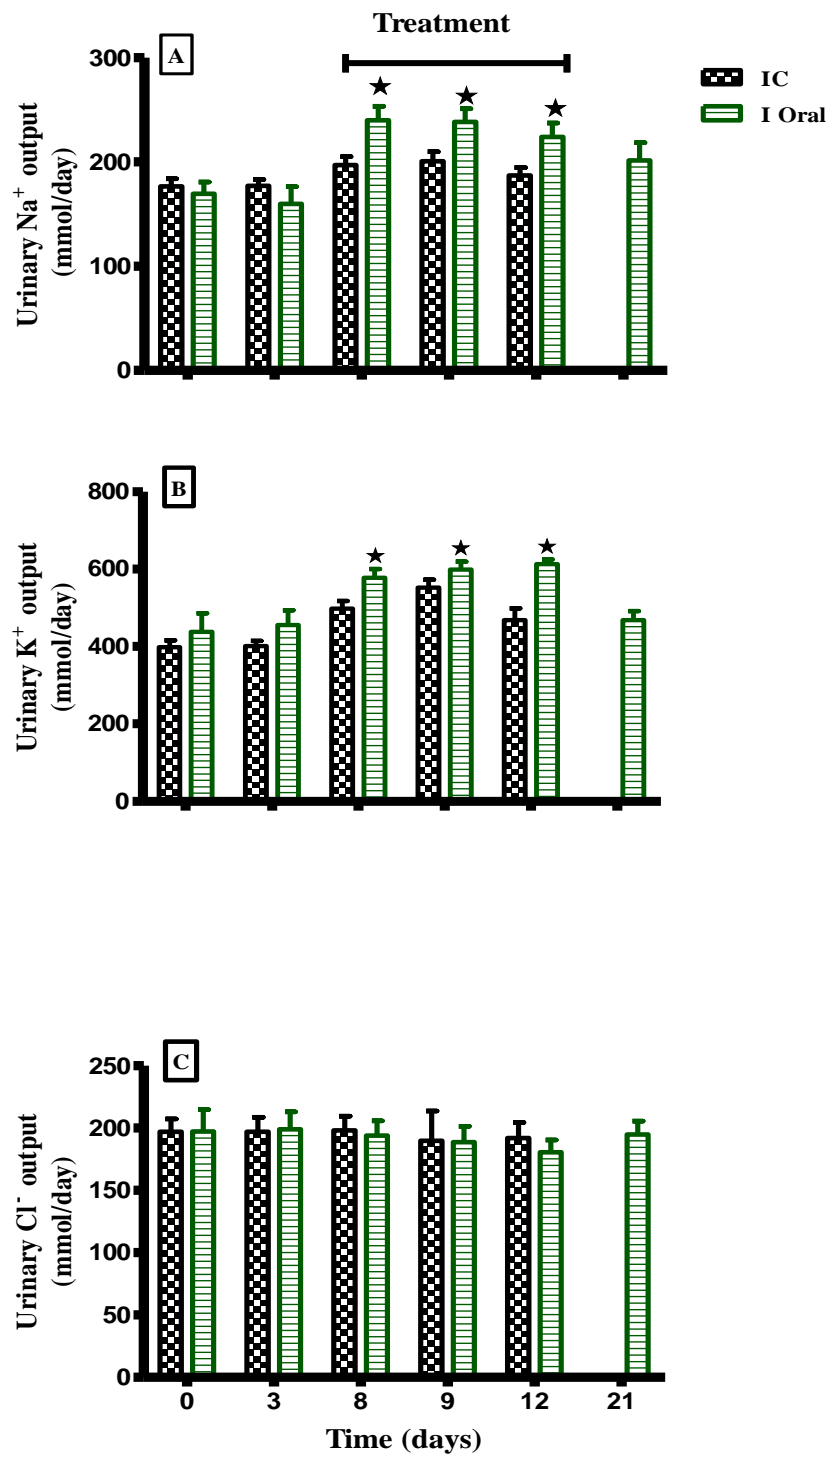 Treatment
A
IC
I Oral
300
200
100
0
Urinary Na⁺ output
(mmol/day)
B
800
600
400
200
0
Urinary K⁺ output
(mmol/day)
C
250
200
150
100
50
0
Urinary Cl⁻ output
(mmol/day)
0 3 8 9 12 21
Time (days)